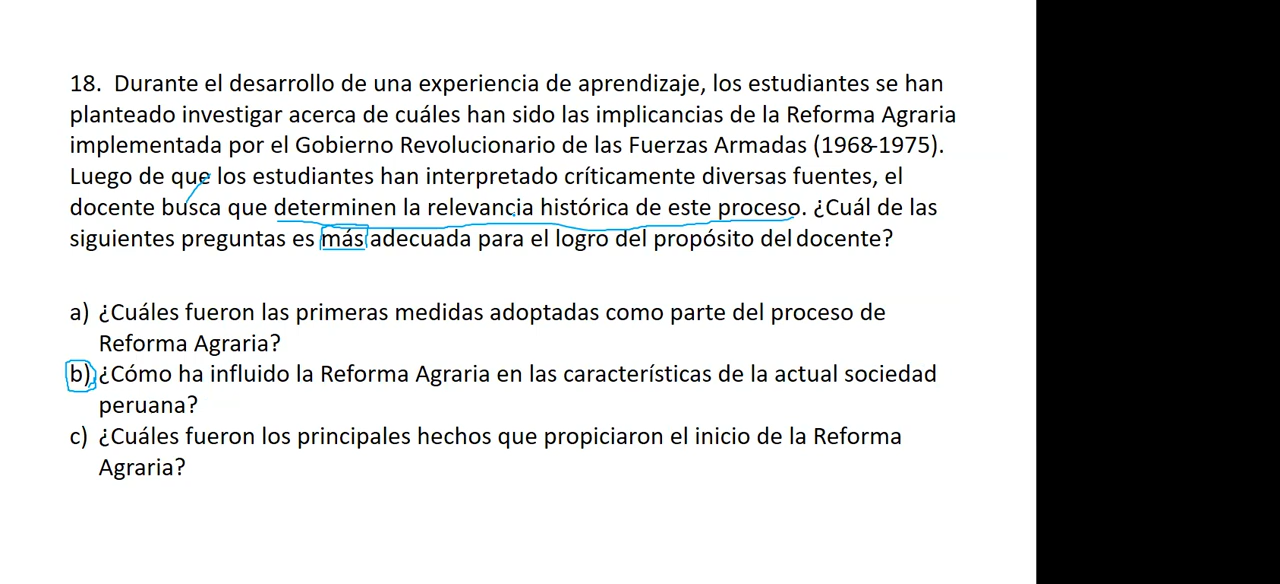 18. Durante el desarrollo de una experiencia de aprendizaje, los estudiantes se han
planteado investigar acerca de cuáles han sido las implicancias de la Reforma Agraria
implementada por el Gobierno Revolucionario de las Fuerzas Armadas (1968-1975).
Luego de que los estudiantes han interpretado críticamente diversas fuentes, el
docente busca que determinen la relevancia histórica de este proceso. ¿Cuál de las
siguientes preguntas es más adecuada para el logro del propósito del docente?
a) ¿Cuáles fueron las primeras medidas adoptadas como parte del proceso de
Reforma Agraria?
b) ¿Cómo ha influido la Reforma Agraria en las características de la actual sociedad
peruana?
c) ¿Cuáles fueron los principales hechos que propiciaron el inicio de la Reforma
Agraria?